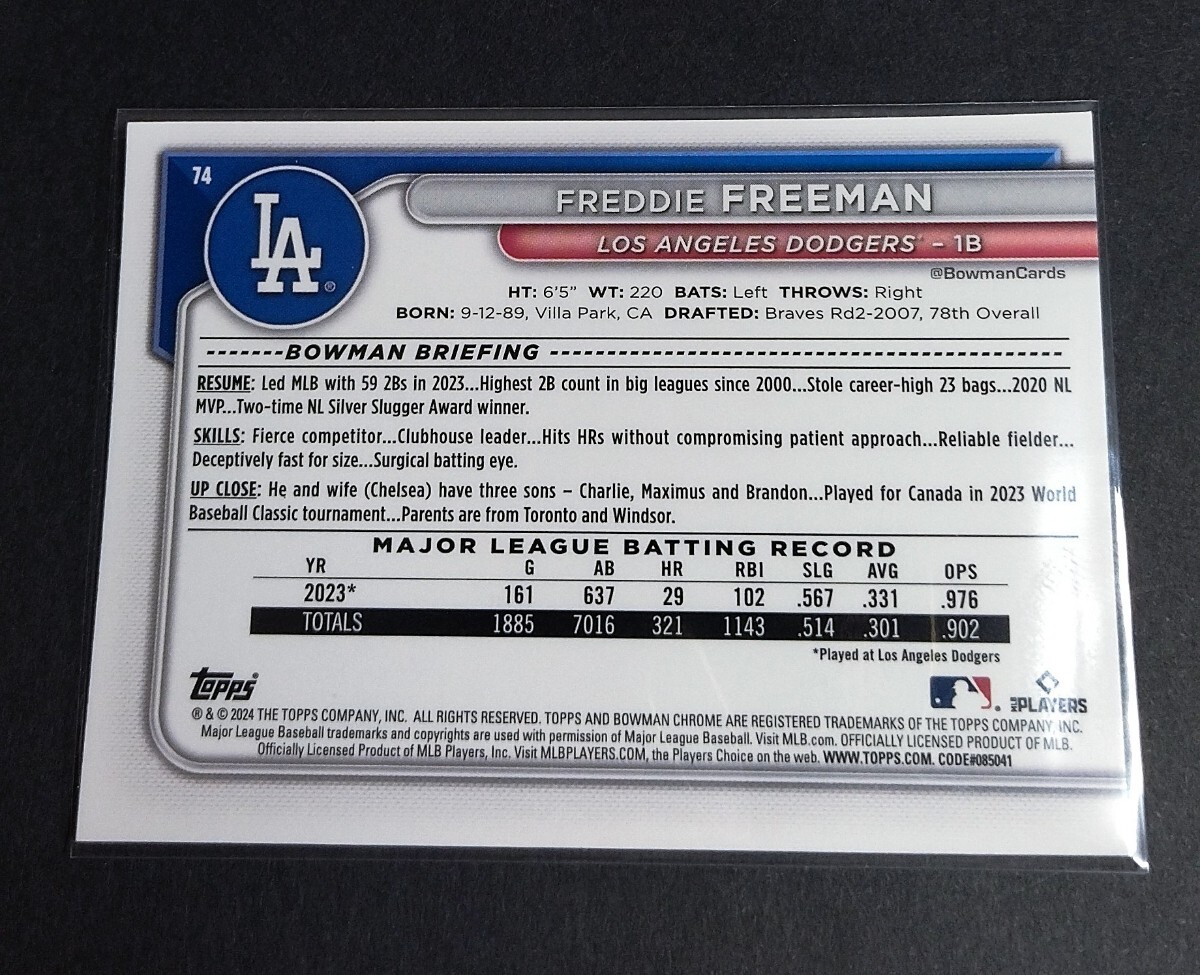 74
LA®
FREDDIE FREEMAN
LOS ANGELES DODGERS® – 1B
@BowmanCards
HT: 6'5" WT: 220 BATS: Left THROWS: Right
BORN: 9-12-89, Villa Park, CA DRAFTED: Braves Rd2-2007, 78th Overall
-------BOWMAN BRIEFING --------------------------------------------
RESUME: Led MLB with 59 2Bs in 2023...Highest 2B count in big leagues since 2000...Stole career-high 23 bags...2020 NL
MVP...Two-time NL Silver Slugger Award winner.
SKILLS: Fierce competitor...Clubhouse leader...Hits HRs without compromising patient approach...Reliable fielder...
Deceptively fast for size...Surgical batting eye.
UP CLOSE: He and wife (Chelsea) have three sons – Charlie, Maximus and Brandon...Played for Canada in 2023 World
Baseball Classic tournament...Parents are from Toronto and Windsor.
MAJOR LEAGUE BATTING RECORD
YR G AB HR RBI SLG AVG OPS
2023* 161 637 29 102 .567 .331 .976
TOTALS 1885 7016 321 1143 .514 .301 .902
*Played at Los Angeles Dodgers
Topps®
MLB PLAYERS
® & © 2024 THE TOPPS COMPANY, INC. ALL RIGHTS RESERVED. TOPPS AND BOWMAN CHROME ARE REGISTERED TRADEMARKS OF THE TOPPS COMPANY, INC.
Major League Baseball trademarks and copyrights are used with permission of Major League Baseball. Visit MLB.com. OFFICIALLY LICENSED PRODUCT OF MLB.
Officially Licensed Product of MLB Players, Inc. Visit MLBPLAYERS.COM, the Players Choice on the web. WWW.TOPPS.COM. CODE#085041